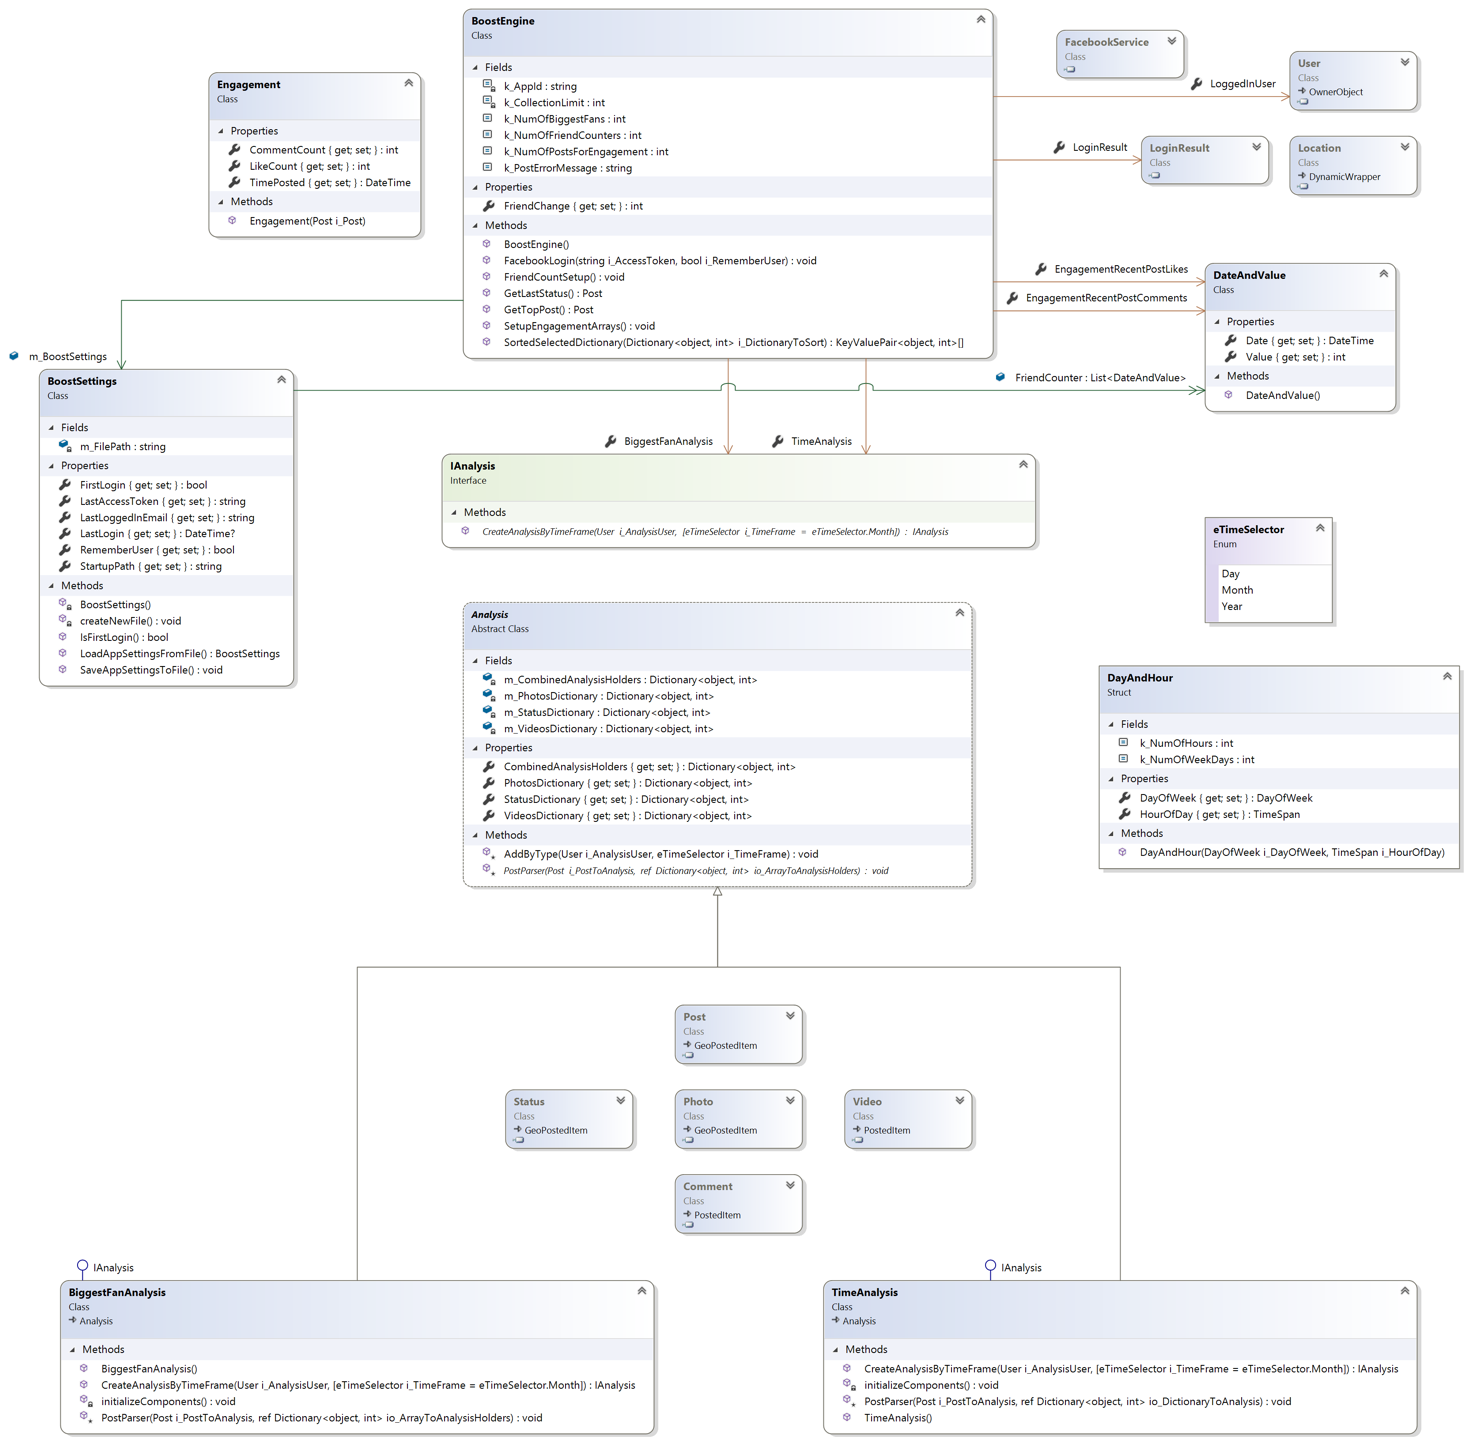 BoostEngine
Class
Fields
k_AppId : string
k_CollectionLimit : int
k_NumOfBiggestFans : int
k_NumOfFriendCounters : int
k_NumOfPostsForEngagement : int
k_PostErrorMessage : string
Properties
FriendChange { get; set; } : int
Methods
BoostEngine()
FacebookLogin(string i_AccessToken, bool i_RememberUser) : void
FriendCountSetup() : void
GetLastStatus() : Post
GetTopPost() : Post
SetupEngagementArrays() : void
SortedSelectedDictionary(Dictionary<object, int> i_DictionaryToSort) : KeyValuePair<object, int>[]
Engagement
Class
Properties
CommentCount { get; set; } : int
LikeCount { get; set; } : int
TimePosted { get; set; } : DateTime
Methods
Engagement(Post i_Post)
FacebookService
Class
User
Class
OwnerObject
LoggedInUser
LoginResult
LoginResult
Class
Location
Class
DynamicWrapper
EngagementRecentPostLikes
EngagementRecentPostComments
DateAndValue
Class
Properties
Date { get; set; } : DateTime
Value { get; set; } : int
Methods
DateAndValue()
m_BoostSettings
FriendCounter : List<DateAndValue>
BoostSettings
Class
Fields
m_FilePath : string
Properties
FirstLogin { get; set; } : bool
LastAccessToken { get; set; } : string
LastLoggedInEmail { get; set; } : string
LastLogin { get; set; } : DateTime?
RememberUser { get; set; } : bool
StartupPath { get; set; } : string
Methods
BoostSettings()
createNewFile() : void
IsFirstLogin() : bool
LoadAppSettingsFromFile() : BoostSettings
SaveAppSettingsToFile() : void
BiggestFanAnalysis
TimeAnalysis
IAnalysis
Interface
Methods
CreateAnalysisByTimeFrame(User i_AnalysisUser, [eTimeSelector i_TimeFrame = eTimeSelector.Month]) : IAnalysis
eTimeSelector
Enum
Day
Month
Year
Analysis
Abstract Class
Fields
m_CombinedAnalysisHolders : Dictionary<object, int>
m_PhotosDictionary : Dictionary<object, int>
m_StatusDictionary : Dictionary<object, int>
m_VideosDictionary : Dictionary<object, int>
Properties
CombinedAnalysisHolders { get; set; } : Dictionary<object, int>
PhotosDictionary { get; set; } : Dictionary<object, int>
StatusDictionary { get; set; } : Dictionary<object, int>
VideosDictionary { get; set; } : Dictionary<object, int>
Methods
AddByType(User i_AnalysisUser, eTimeSelector i_TimeFrame) : void
PostParser(Post i_PostToAnalysis, ref Dictionary<object, int> io_ArrayToAnalysisHolders) : void
DayAndHour
Struct
Fields
k_NumOfHours : int
k_NumOfWeekDays : int
Properties
DayOfWeek { get; set; } : DayOfWeek
HourOfDay { get; set; } : TimeSpan
Methods
DayAndHour(DayOfWeek i_DayOfWeek, TimeSpan i_HourOfDay)
Post
Class
GeoPostedItem
Status
Class
GeoPostedItem
Photo
Class
GeoPostedItem
Video
Class
PostedItem
Comment
Class
PostedItem
IAnalysis
BiggestFanAnalysis
Class
Analysis
Methods
BiggestFanAnalysis()
CreateAnalysisByTimeFrame(User i_AnalysisUser, [eTimeSelector i_TimeFrame = eTimeSelector.Month]) : IAnalysis
initializeComponents() : void
PostParser(Post i_PostToAnalysis, ref Dictionary<object, int> io_ArrayToAnalysisHolders) : void
IAnalysis
TimeAnalysis
Class
Analysis
Methods
CreateAnalysisByTimeFrame(User i_AnalysisUser, [eTimeSelector i_TimeFrame = eTimeSelector.Month]) : IAnalysis
initializeComponents() : void
PostParser(Post i_PostToAnalysis, ref Dictionary<object, int> io_DictionaryToAnalysis) : void
TimeAnalysis()